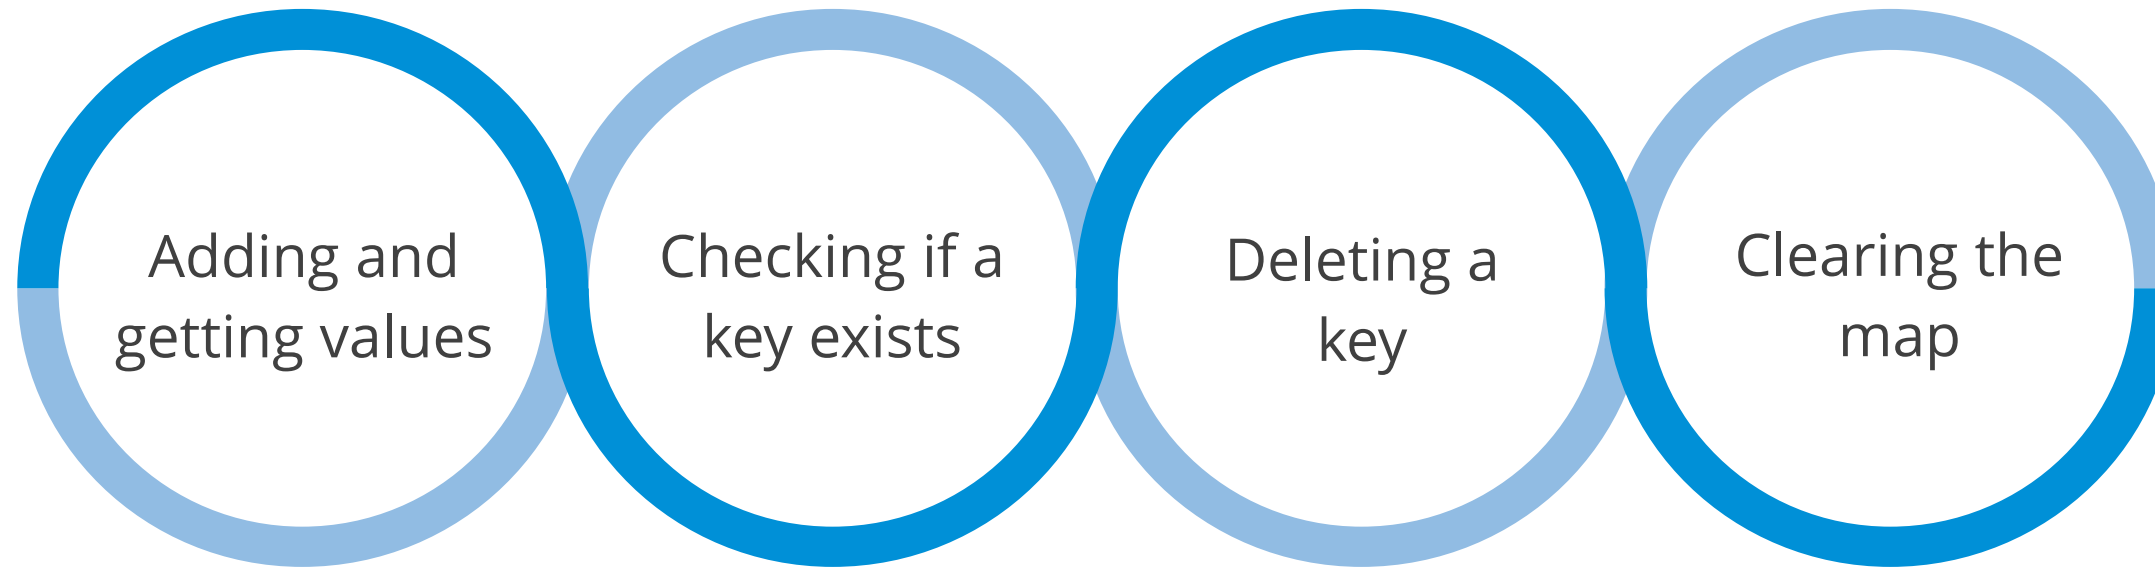 Adding and
getting values
Checking if a
key exists
Deleting a
key
Clearing the
map